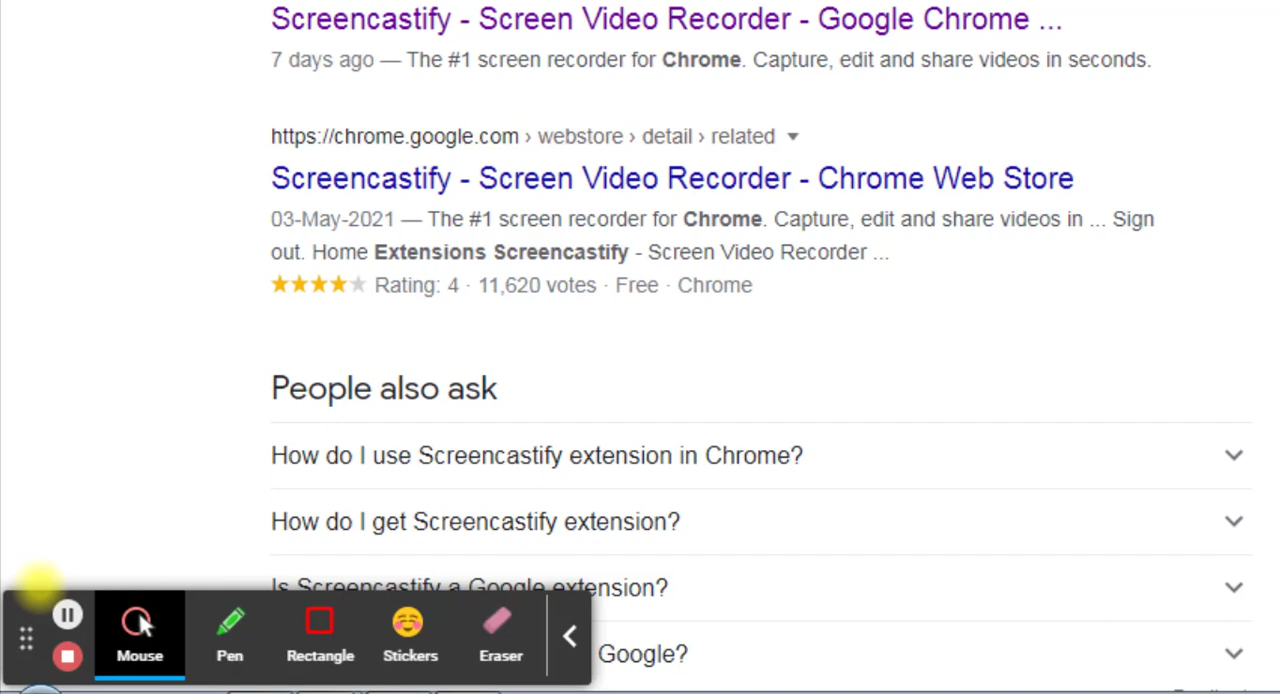 Screencastify - Screen Video Recorder - Google Chrome ...
7 days ago — The #1 screen recorder for Chrome. Capture, edit and share videos in seconds.
https://chrome.google.com › webstore › detail › related
Screencastify - Screen Video Recorder - Chrome Web Store
03-May-2021 — The #1 screen recorder for Chrome. Capture, edit and share videos in ... Sign
out. Home Extensions Screencastify - Screen Video Recorder ...
Rating: 4 · 11,620 votes · Free · Chrome
People also ask
How do I use Screencastify extension in Chrome?
How do I get Screencastify extension?
Is Screencastify a Google extension?
Google?
Mouse
Pen
Rectangle
Stickers
Eraser